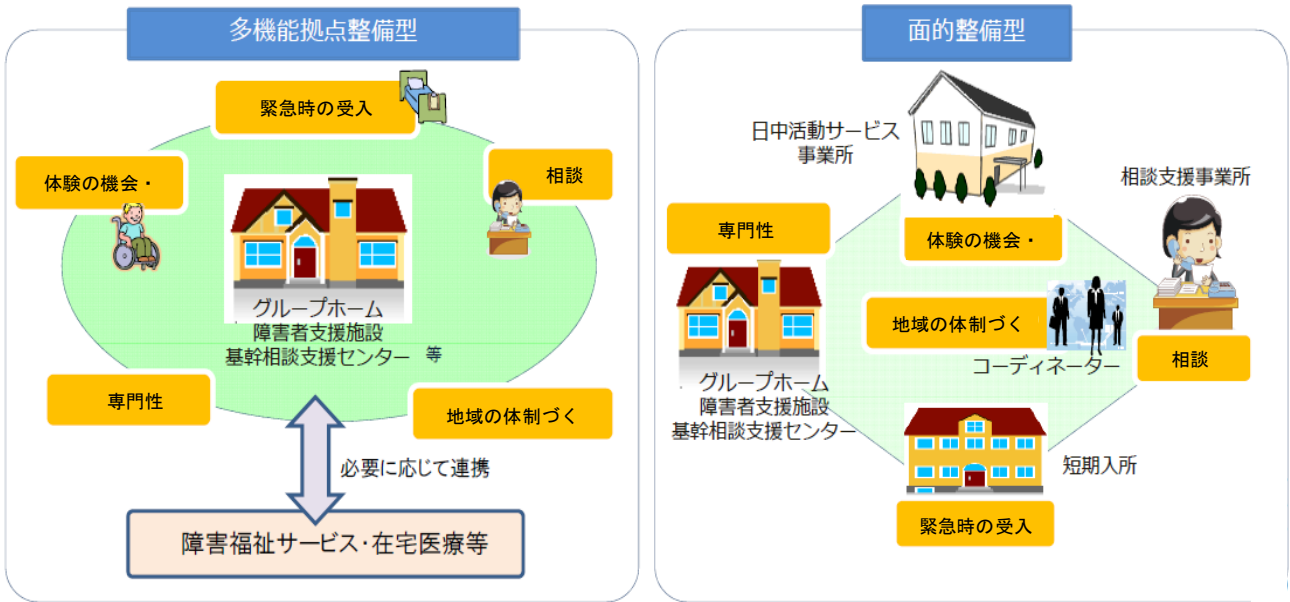 多機能拠点整備型
緊急時の受入
体験の機会・
相談
グループホーム
障害者支援施設
基幹相談支援センター 等
専門性
地域の体制づく
必要に応じて連携
障害福祉サービス・在宅医療等
面的整備型
日中活動サービス
事業所
相談支援事業所
専門性
体験の機会・
地域の体制づく
コーディネーター
相談
グループホーム
障害者支援施設
基幹相談支援センター
短期入所
緊急時の受入